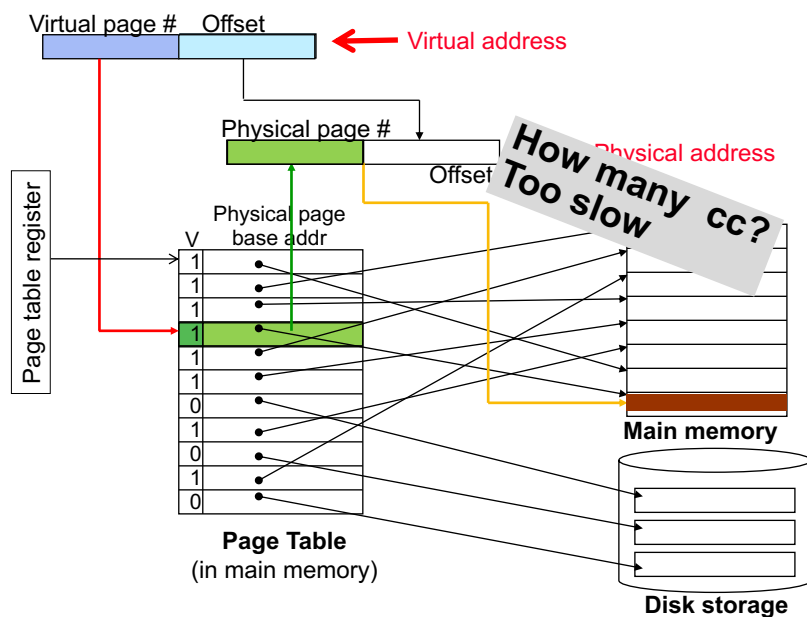 Virtual page # Offset
Virtual address
Physical page #
Offset
Physical address
How many cc?
Too slow
Page table register
Physical page
V base addr
1
1
1
1
1
1
0
1
0
1
0
Main memory
Page Table
(in main memory)
Disk storage